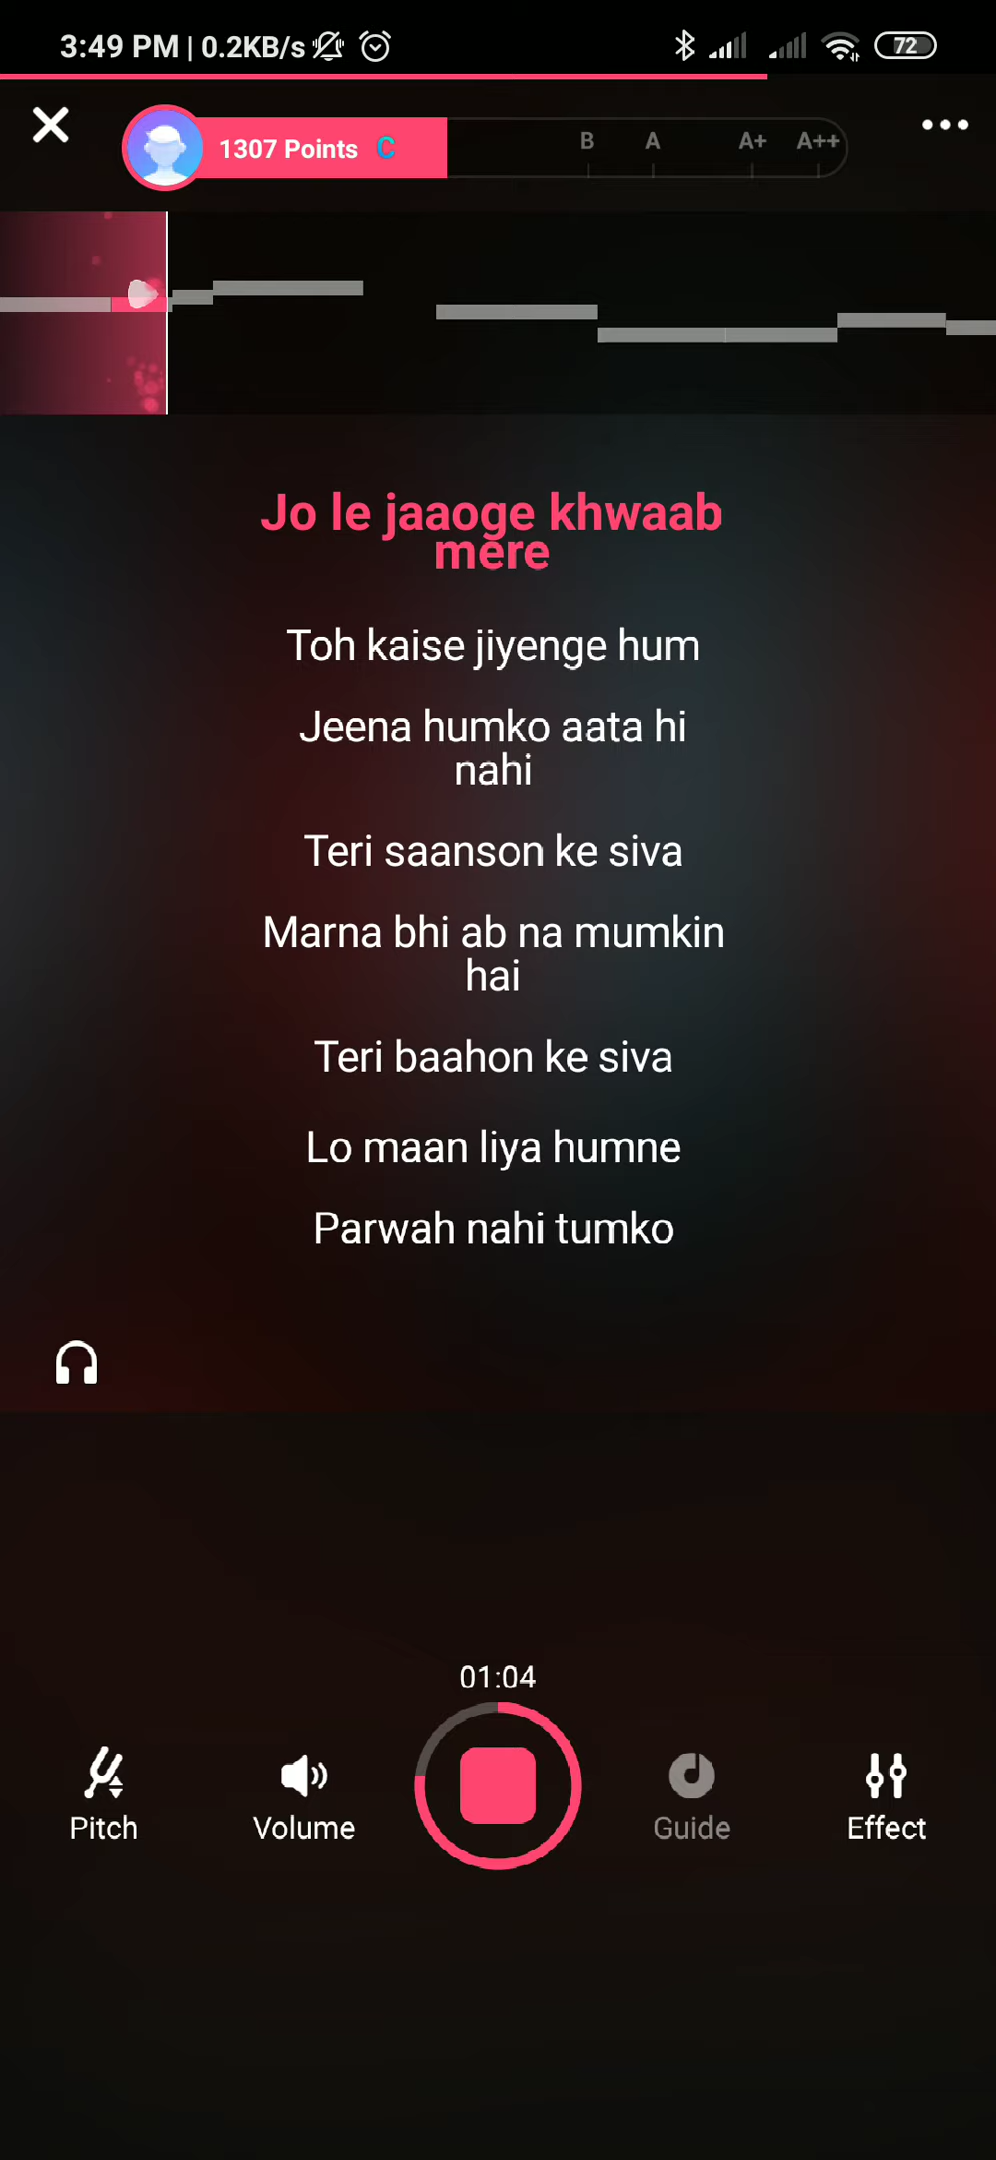 3:49 PM | 0.2KB/s 72
1307 Points C B A A+ A++
Jo le jaaoge khwaab
mere
Toh kaise jiyenge hum
Jeena humko aata hi
nahi
Teri saanson ke siva
Marna bhi ab na mumkin
hai
Teri baahon ke siva
Lo maan liya humne
Parwah nahi tumko
01:04
Pitch Volume Guide Effect